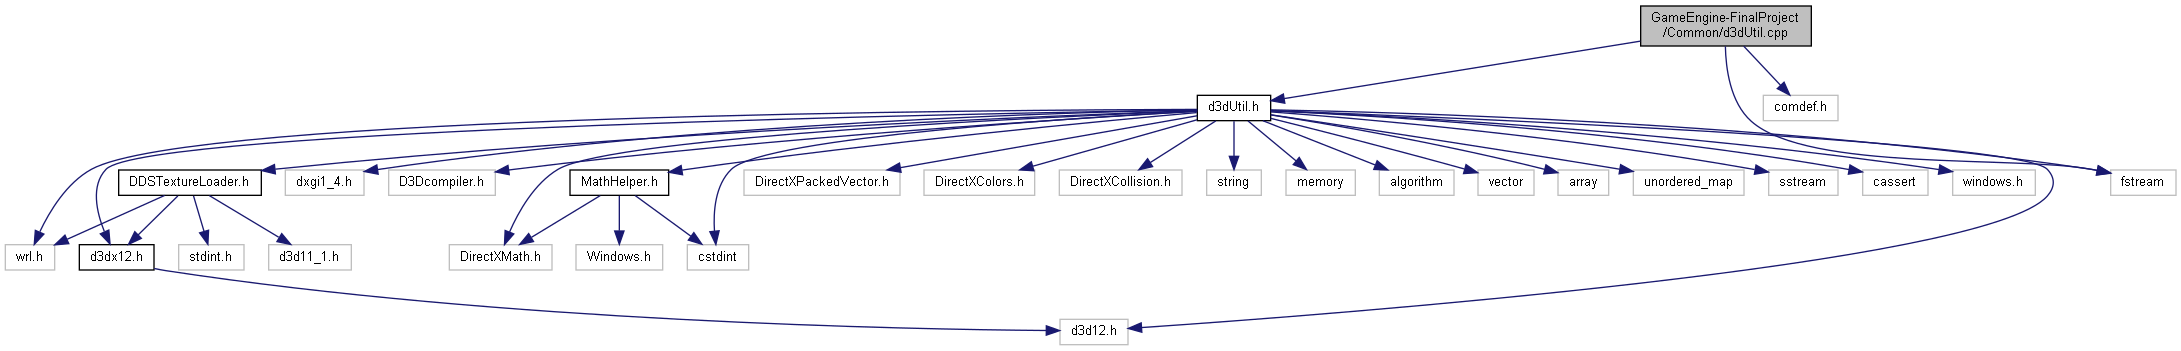 GameEngine-FinalProject
/Common/d3dUtil.cpp
d3dUtil.h
comdef.h
DDSTextureLoader.h
dxgi1_4.h
D3Dcompiler.h
MathHelper.h
DirectXPackedVector.h
DirectXColors.h
DirectXCollision.h
string
memory
algorithm
vector
array
unordered_map
sstream
cassert
windows.h
fstream
wrl.h
d3dx12.h
stdint.h
d3d11_1.h
DirectXMath.h
Windows.h
cstdint
d3d12.h